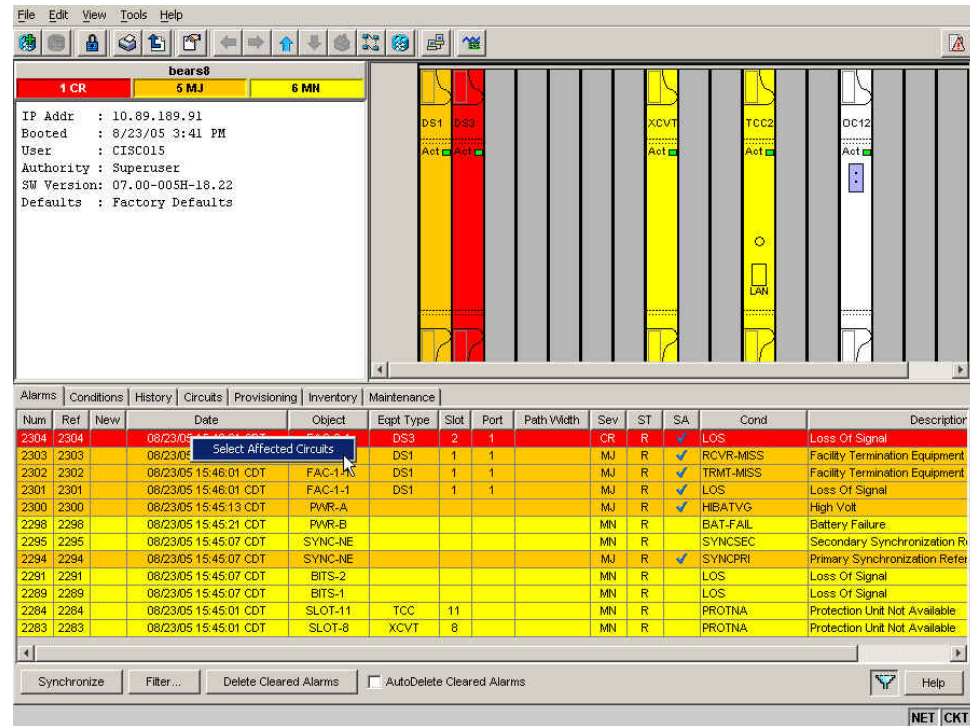 File Edit View Tools Help
bears8
1 CR 5 MJ 6 MN
IP Addr : 10.89.189.91
Booted : 8/23/05 3:41 PM
User : CISCO15
Authority : Superuser
SW Version: 07.00-005H-18.22
Defaults : Factory Defaults
DS1 DS3 XCVT TCC2 OC12
Act Act Act Act Act
LAN
Alarms Conditions History Circuits Provisioning Inventory Maintenance
Num Ref New Date Object Eqpt Type Slot Port Path Width Sev ST SA Cond Description
2304 2304 08/23/05 DS3 2 1 CR R LOS Loss Of Signal
Select Affected Circuits
2303 2303 08/23/05 DS1 1 1 MJ R RCVR-MISS Facility Termination Equipment
2302 2302 08/23/05 15:46:01 CDT FAC-1-1 DS1 1 1 MJ R TRMT-MISS Facility Termination Equipment
2301 2301 08/23/05 15:46:01 CDT FAC-1-1 DS1 1 1 MJ R LOS Loss Of Signal
2300 2300 08/23/05 15:45:13 CDT PWR-A MJ R HIBATVG High Volt
2298 2298 08/23/05 15:45:21 CDT PWR-B MN R BAT-FAIL Battery Failure
2295 2295 08/23/05 15:45:07 CDT SYNC-NE MN R SYNCSEC Secondary Synchronization R
2294 2294 08/23/05 15:45:07 CDT SYNC-NE MJ R SYNCPRI Primary Synchronization Refer
2291 2291 08/23/05 15:45:07 CDT BITS-2 MN R LOS Loss Of Signal
2289 2289 08/23/05 15:45:07 CDT BITS-1 MN R LOS Loss Of Signal
2284 2284 08/23/05 15:45:01 CDT SLOT-11 TCC 11 MN R PROTNA Protection Unit Not Available
2283 2283 08/23/05 15:45:01 CDT SLOT-8 XCVT 8 MN R PROTNA Protection Unit Not Available
Synchronize Filter... Delete Cleared Alarms AutoDelete Cleared Alarms Help
NET CKT